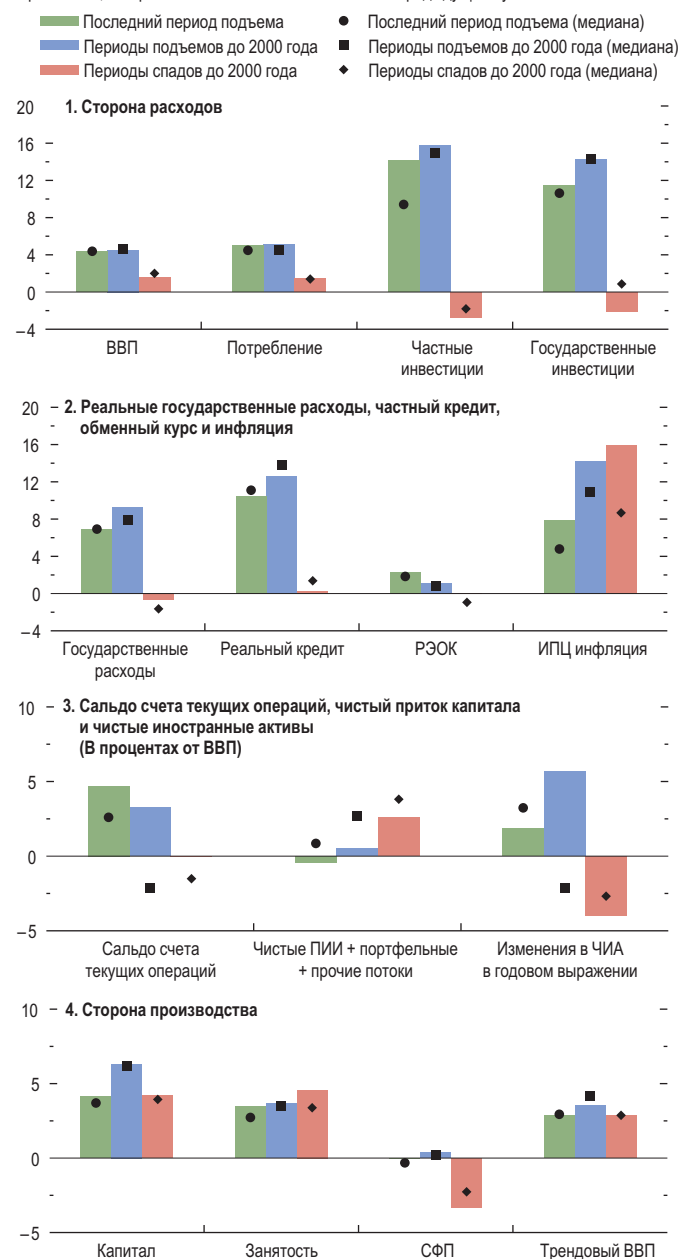 Последний период подъема
Последний период подъема (медиана)
Периоды подъемов до 2000 года
Периоды подъемов до 2000 года (медиана)
Периоды спадов до 2000 года
Периоды спадов до 2000 года (медиана)
1. Сторона расходов
20
16
12
8
4
0
–4
ВВП
Потребление
Частные инвестиции
Государственные инвестиции
2. Реальные государственные расходы, частный кредит,
обменный курс и инфляция
20
16
12
8
4
0
–4
Государственные расходы
Реальный кредит
РЭОК
ИПЦ инфляция
3. Сальдо счета текущих операций, чистый приток капитала
и чистые иностранные активы
(В процентах от ВВП)
10
5
0
–5
Сальдо счета
текущих операций
Чистые ПИИ + портфельные
+ прочие потоки
Изменения в ЧИА
в годовом выражении
4. Сторона производства
10
5
0
–5
Капитал
Занятость
СФП
Трендовый ВВП